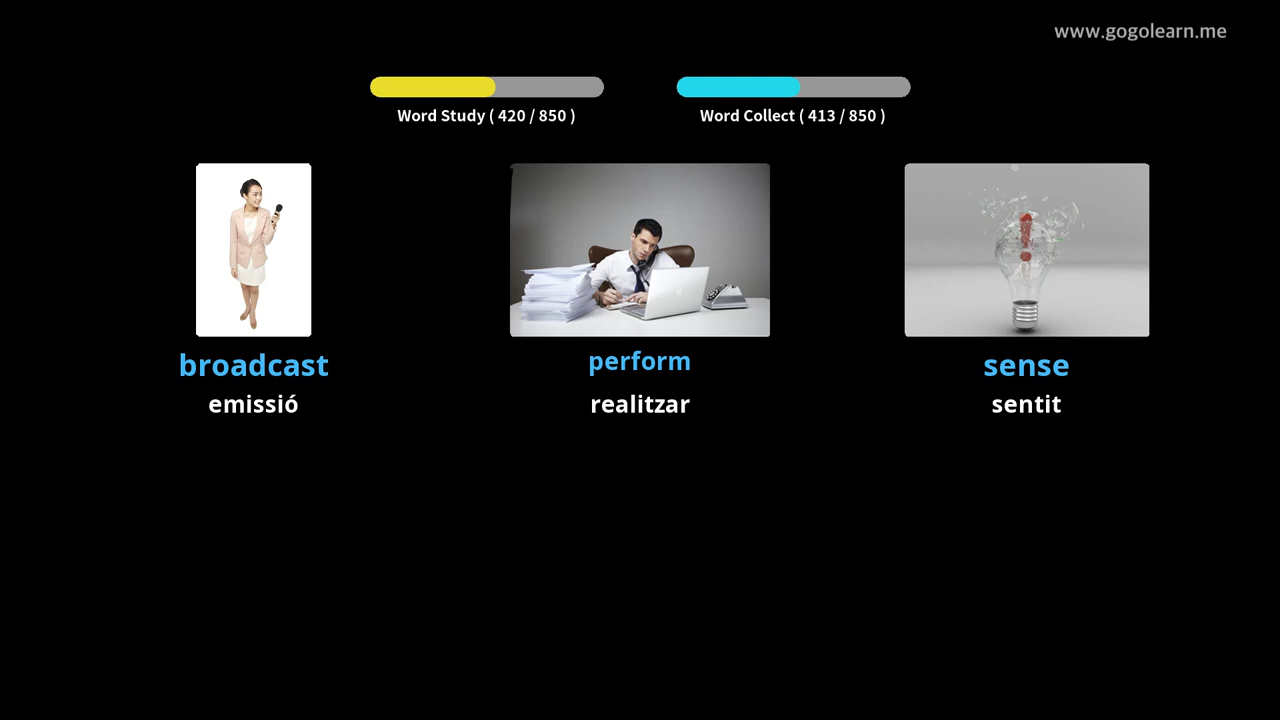 www.gogolearn.me
Word Study ( 420 / 850 )
Word Collect ( 413 / 850 )
broadcast
emissió
perform
realitzar
sense
sentit